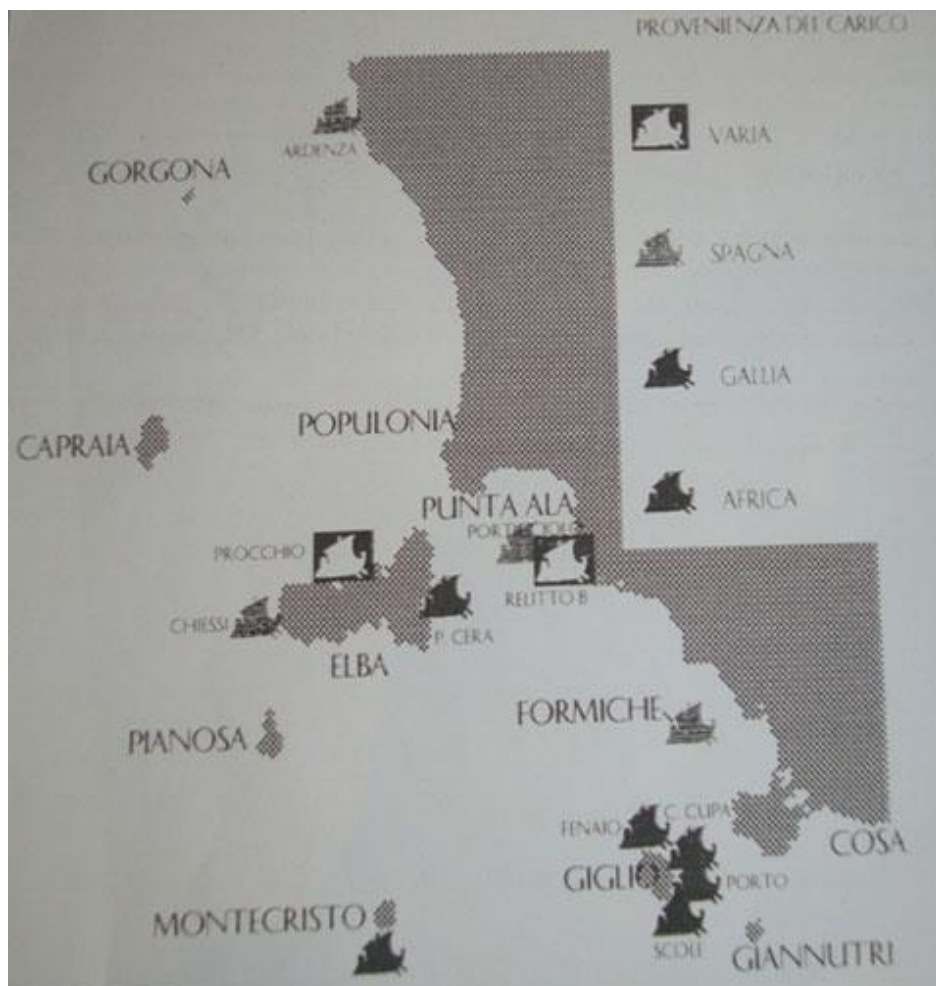 PROVENIENZA DEL CARICO
VARIA
ARDENZA
GORGONA
SPAGNA
GALLIA
POPULONIA
CAPRAIA
AFRICA
PUNTA ALA
PROCCHIO
RELITTO B
CHIESSI
P. CERA
ELBA
FORMICHE
PIANOSA
C. CUPA
FENAIO
COSA
GIGLIO
PORTO
MONTECRISTO
SCOLE
GIANNUTRI